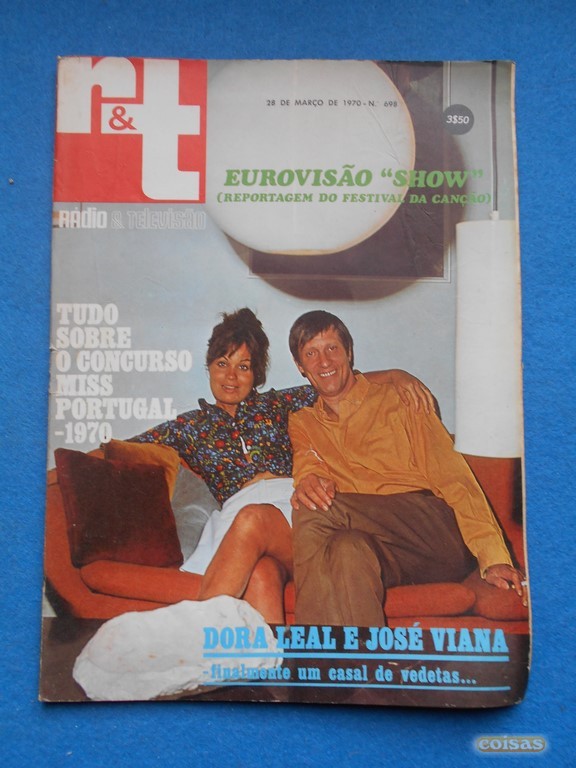 r&t
28 DE MARÇO DE 1970 - N.º 698
3$50
EUROVISÃO "SHOW"
(REPORTAGEM DO FESTIVAL DA CANÇÃO)
RÁDIO & TELEVISÃO
TUDO
SOBRE
O CONCURSO
MISS
PORTUGAL
-1970
DORA LEAL E JOSÉ VIANA
-finalmente um casal de vedetas...
coisas